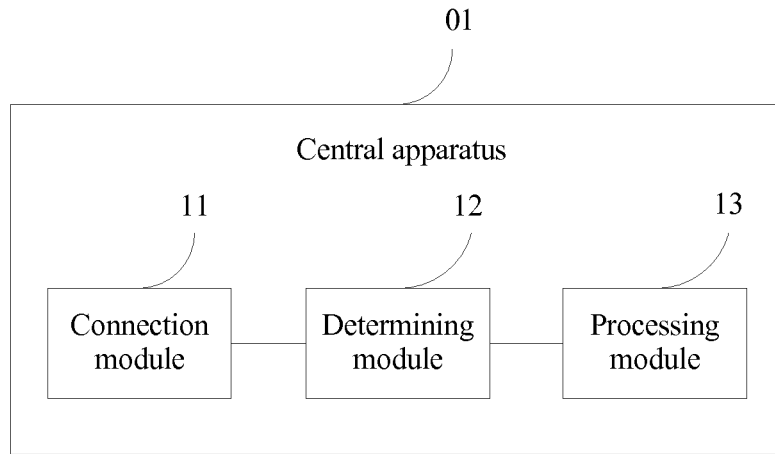 01
Central apparatus
11
12
13
Connection
module
Determining
module
Processing
module